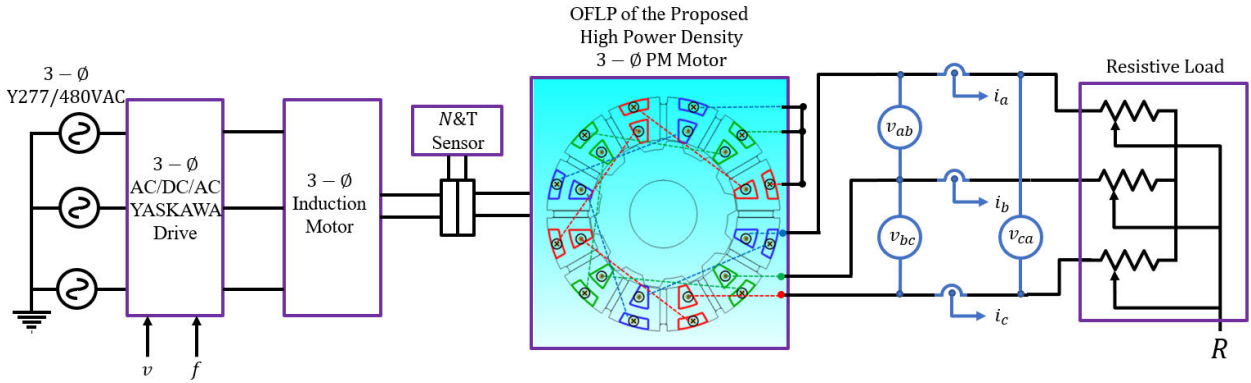 3 − Ø
Y277/480VAC
3 − Ø
AC/DC/AC
YASKAWA
Drive
v
f
3 − Ø
Induction
Motor
N&T
Sensor
OFLP of the Proposed
High Power Density
3 − Ø PM Motor
v_ab
v_bc
v_ca
i_a
i_b
i_c
Resistive Load
R